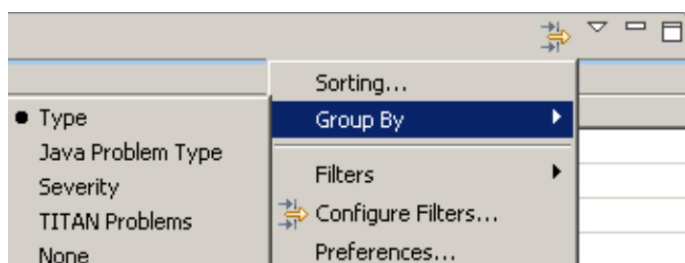 Sorting...
Group By
Filters
Configure Filters...
Preferences...
Type
Java Problem Type
Severity
TITAN Problems
None